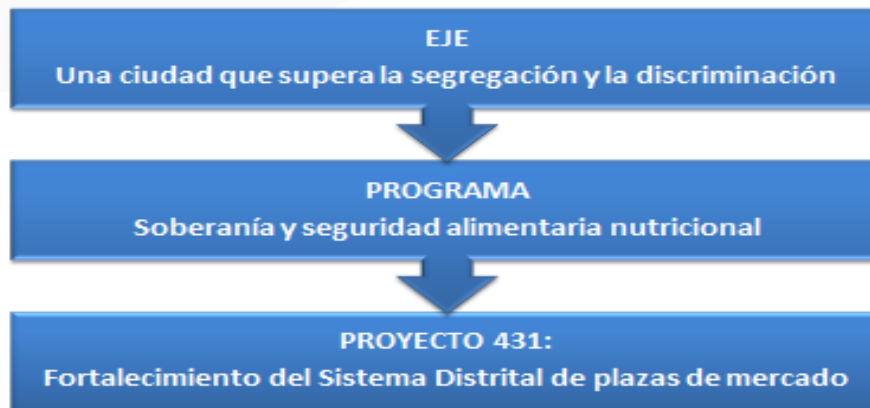 EJE
Una ciudad que supera la segregación y la discriminación
PROGRAMA
Soberanía y seguridad alimentaria nutricional
PROYECTO 431:
Fortalecimiento del Sistema Distrital de plazas de mercado